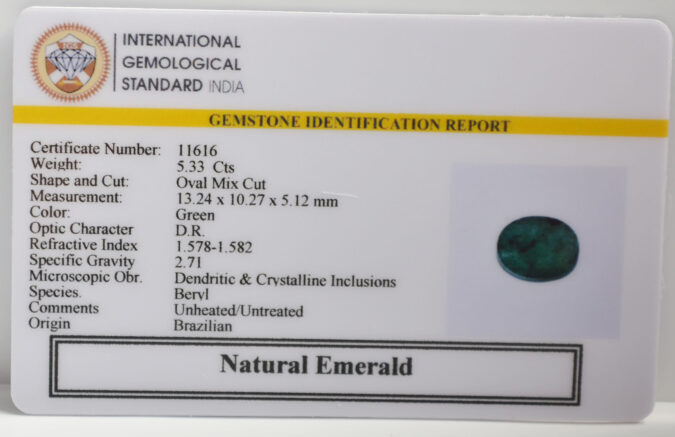 IGS
INTERNATIONAL
GEMOLOGICAL
STANDARD INDIA
GEMSTONE IDENTIFICATION REPORT
Certificate Number: 11616
Weight: 5.33 Cts
Shape and Cut: Oval Mix Cut
Measurement: 13.24 x 10.27 x 5.12 mm
Color: Green
Optic Character D.R.
Refractive Index 1.578-1.582
Specific Gravity 2.71
Microscopic Obr. Dendritic & Crystalline Inclusions
Species. Beryl
Comments Unheated/Untreated
Origin Brazilian
Natural Emerald